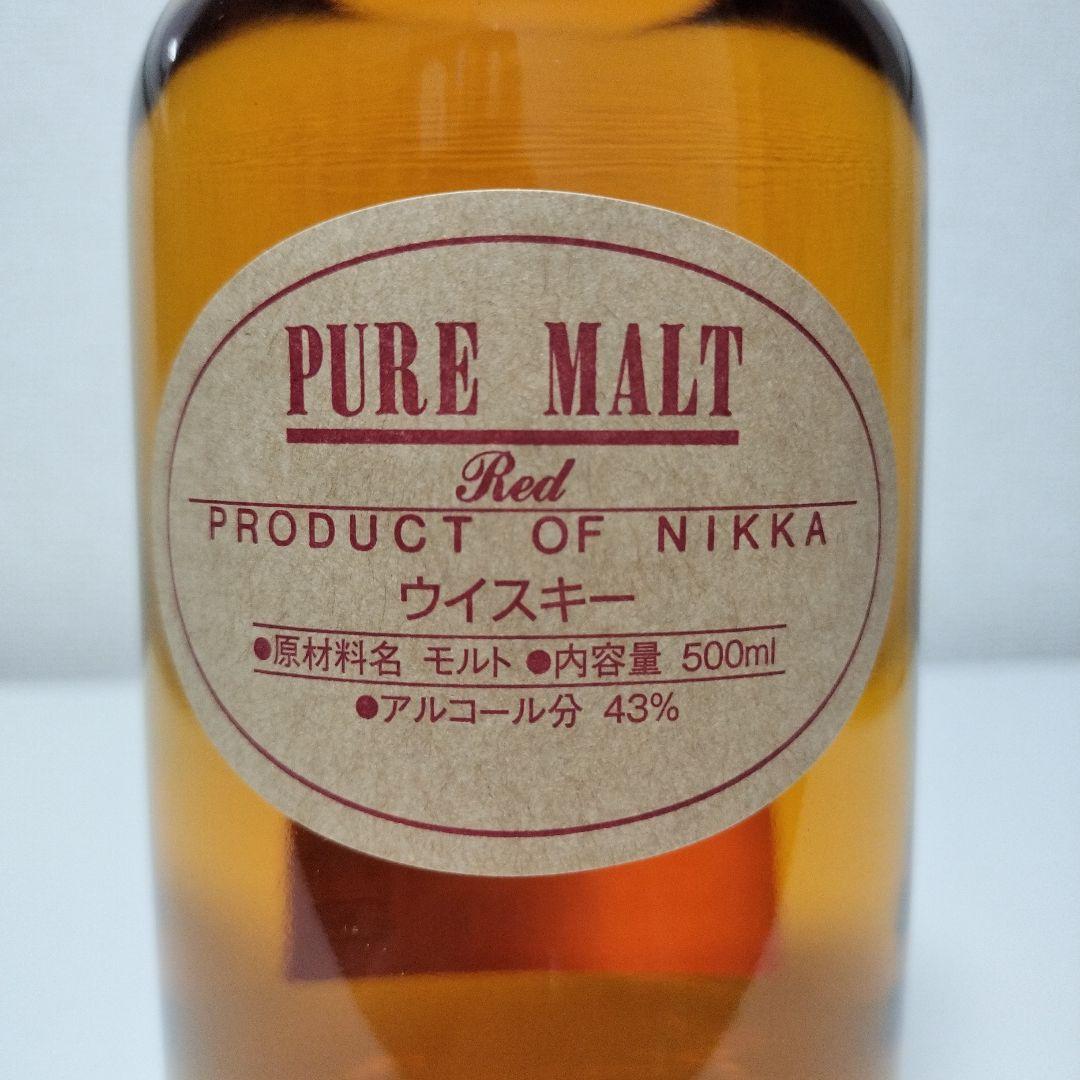 PURE MALT
Red
PRODUCT OF NIKKA
ウイスキー
●原材料名 モルト ●内容量 500ml
●アルコール分 43%